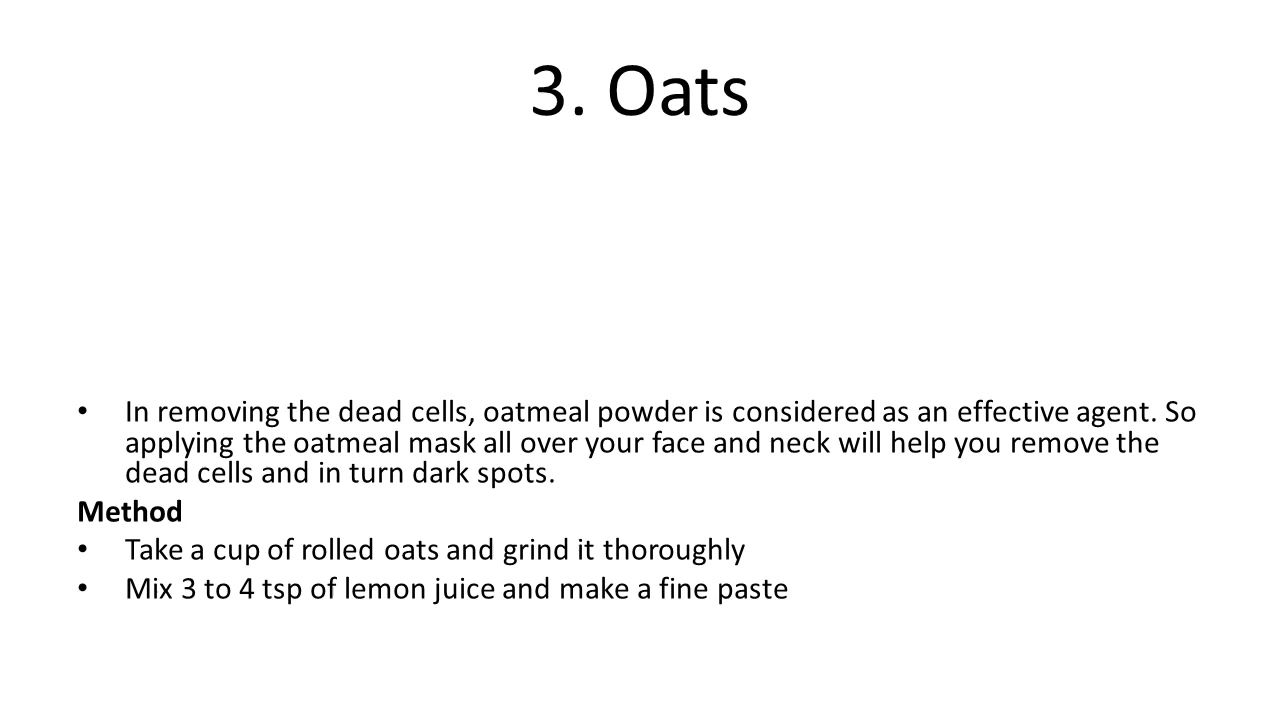 3. Oats
• In removing the dead cells, oatmeal powder is considered as an effective agent. So
applying the oatmeal mask all over your face and neck will help you remove the
dead cells and in turn dark spots.
Method
• Take a cup of rolled oats and grind it thoroughly
• Mix 3 to 4 tsp of lemon juice and make a fine paste